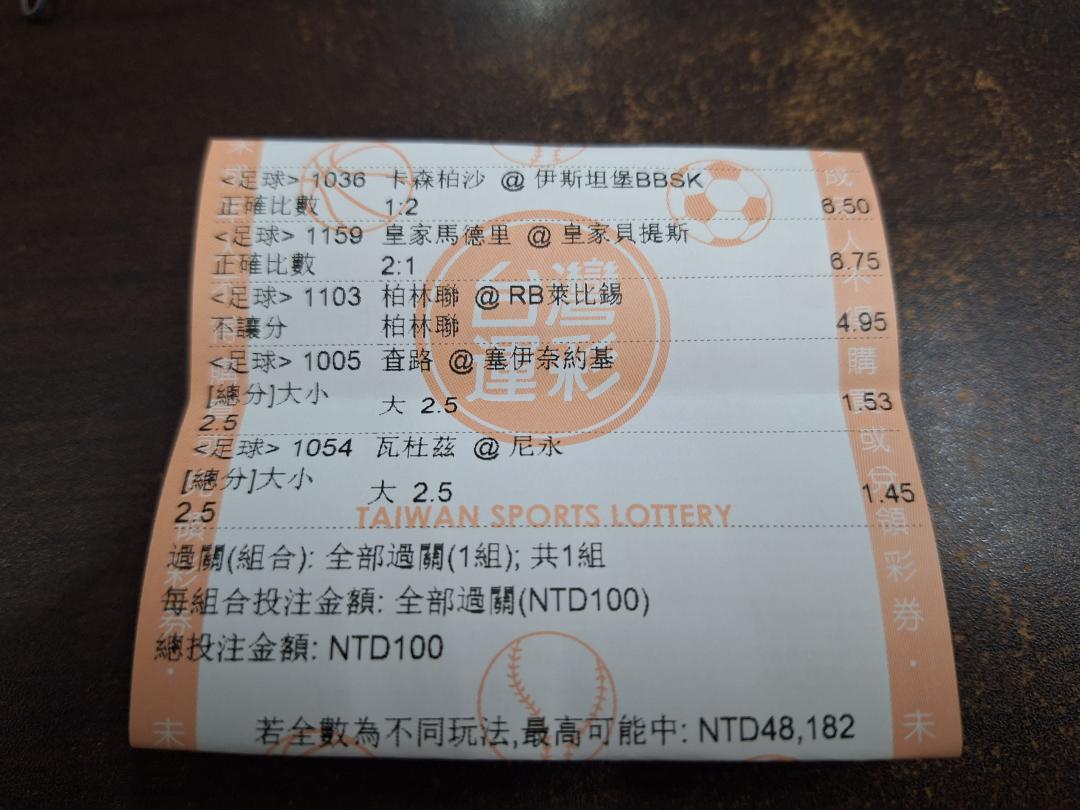 <足球> 1036 卡森柏沙 @ 伊斯坦堡BBSK
正確比數 1:2 6.50
<足球> 1159 皇家馬德里 @ 皇家貝提斯
正確比數 2:1 6.75
<足球> 1103 柏林聯 @ RB萊比錫
不讓分 柏林聯 4.95
<足球> 1005 查路 @ 塞伊奈約基
[總分]大小 大 2.5 1.53
2.5
<足球> 1054 瓦杜茲 @ 尼永
[總分]大小 大 2.5 1.45
2.5
台灣
運彩
TAIWAN SPORTS LOTTERY
過關(組合): 全部過關(1組); 共1組
每組合投注金額: 全部過關(NTD100)
總投注金額: NTD100
若全數為不同玩法,最高可能中: NTD48,182